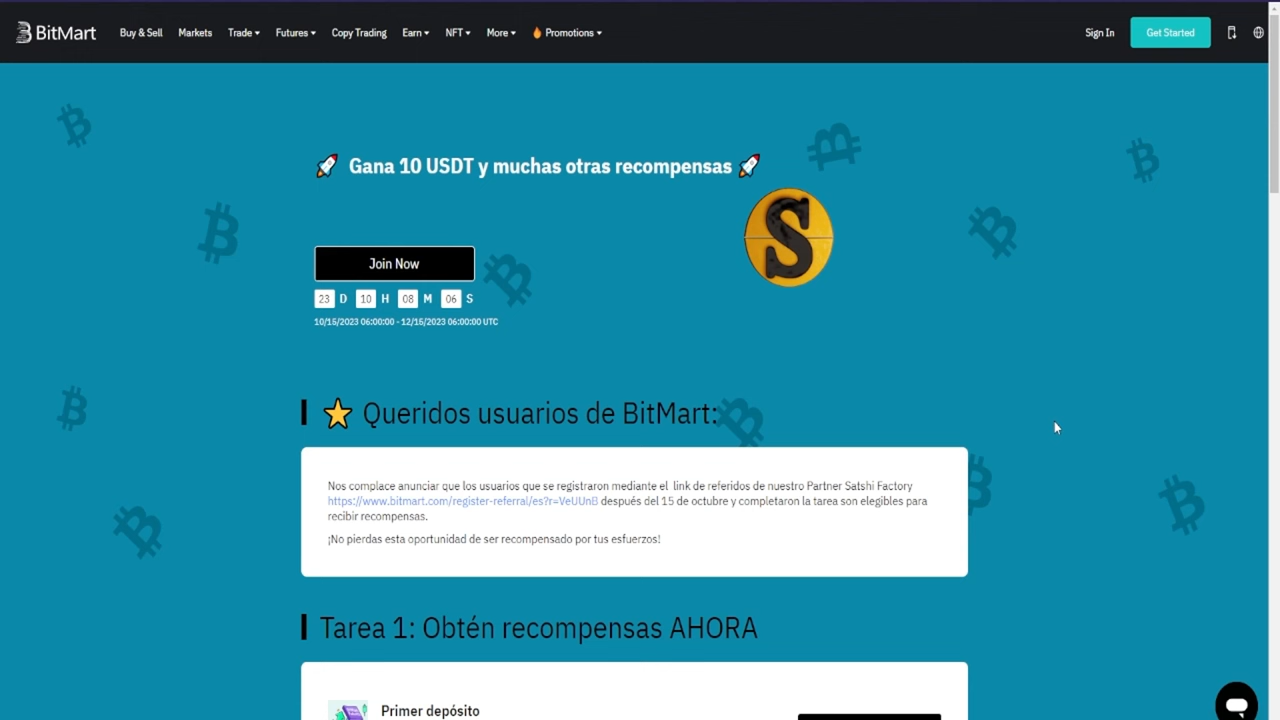 BitMart Buy & Sell Markets Trade Futures Copy Trading Earn NFT More Promotions Sign In Get Started
Gana 10 USDT y muchas otras recompensas
S
Join Now
23 D 10 H 08 M 06 S
10/15/2023 06:00:00 - 12/15/2023 06:00:00 UTC
Queridos usuarios de BitMart:
Nos complace anunciar que los usuarios que se registraron mediante el link de referidos de nuestro Partner Satshi Factory
https://www.bitmart.com/register-referral/es?r=VeUUnB después del 15 de octubre y completaron la tarea son elegibles para
recibir recompensas.
¡No pierdas esta oportunidad de ser recompensado por tus esfuerzos!
Tarea 1: Obtén recompensas AHORA
Primer depósito